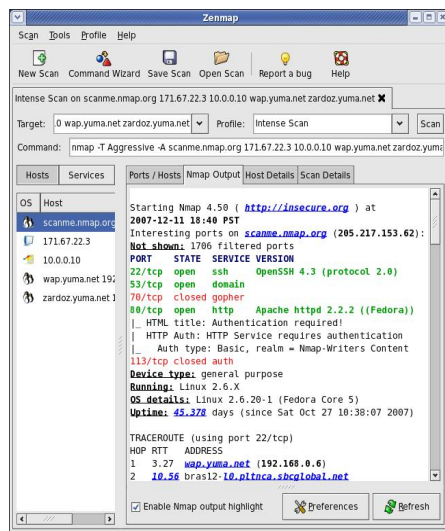 Zenmap
Scan Tools Profile Help
New Scan Command Wizard Save Scan Open Scan Report a bug Help
Intense Scan on scanme.nmap.org 171.67.22.3 10.0.0.10 wap.yuma.net zardoz.yuma.net
Target: .0 wap.yuma.net zardoz.yuma.net Profile: Intense Scan Scan
Command: nmap -T Aggressive -A scanme.nmap.org 171.67.22.3 10.0.0.10 wap.yuma.net zardoz.yuma
Hosts Services
OS Host
scanme.nmap.org
171.67.22.3
10.0.0.10
wap.yuma.net 192
zardoz.yuma.net 1
Ports / Hosts Nmap Output Host Details Scan Details
Starting Nmap 4.50 ( http://insecure.org ) at
2007-12-11 18:40 PST
Interesting ports on scanme.nmap.org (205.217.153.62):
Not shown: 1706 filtered ports
PORT STATE SERVICE VERSION
22/tcp open ssh OpenSSH 4.3 (protocol 2.0)
53/tcp open domain
70/tcp closed gopher
80/tcp open http Apache httpd 2.2.2 ((Fedora))
|_ HTML title: Authentication required!
| HTTP Auth: HTTP Service requires authentication
|_ Auth type: Basic, realm = Nmap-Writers Content
113/tcp closed auth
Device type: general purpose
Running: Linux 2.6.X
OS details: Linux 2.6.20-1 (Fedora Core 5)
Uptime: 45.378 days (since Sat Oct 27 10:38:07 2007)
TRACEROUTE (using port 22/tcp)
HOP RTT ADDRESS
1 3.27 wap.yuma.net (192.168.0.6)
2 10.56 bras12-l0.pltnca.sbcglobal.net
Enable Nmap output highlight Preferences Refresh